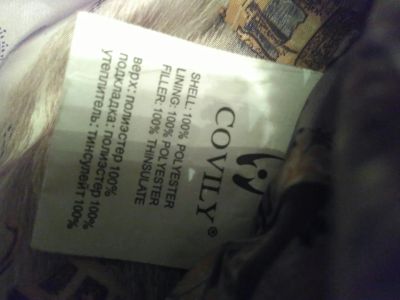 COVILY®
SHELL: 100% POLYESTER
LINING: 100% POLYESTER
FILLER: 100% THINSULATE
верх: полиэстер 100%
подкладка: полиэстер 100%
утеплитель: тинсулейт 100%